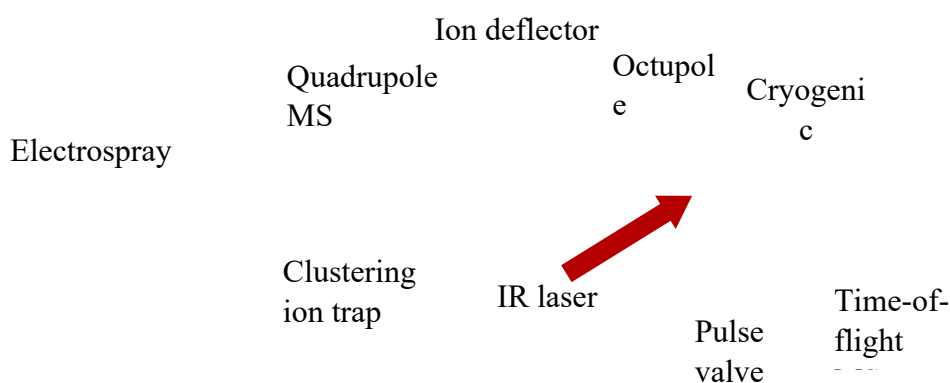 Ion deflector
Quadrupole
MS
Octupol
e
Cryogeni
c
Electrospray
Clustering
ion trap
IR laser
Pulse
valve
Time-of-
flight